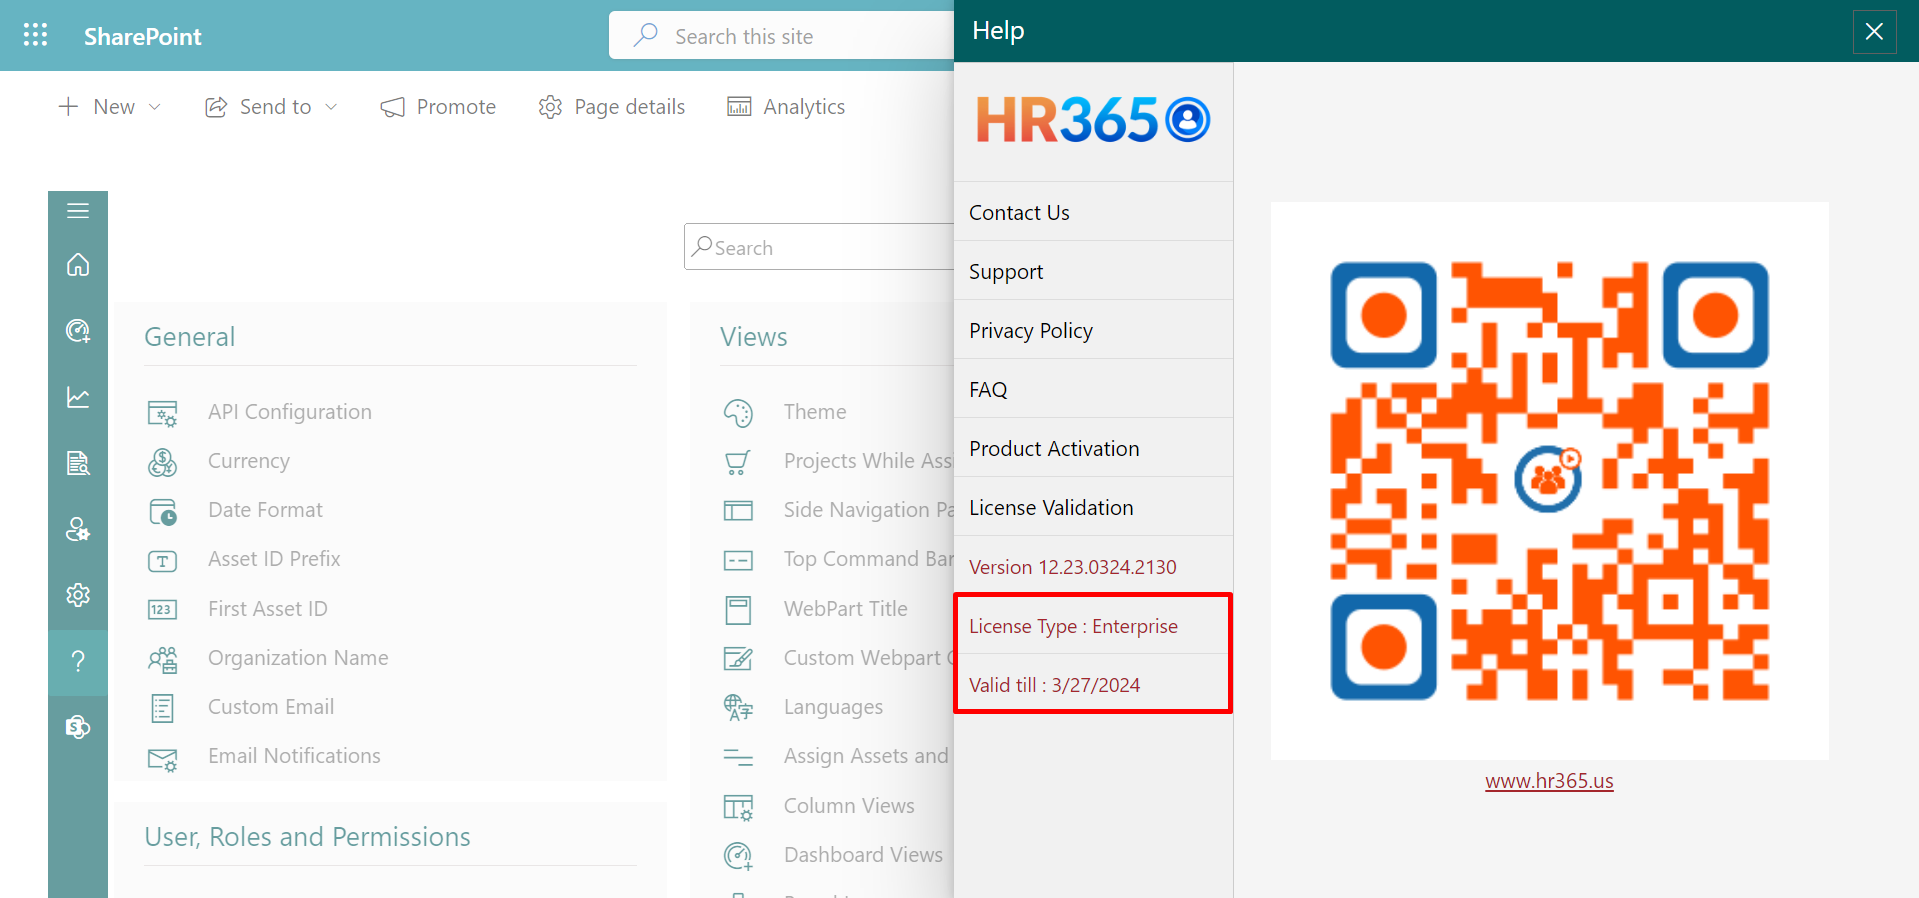 SharePoint
Search this site
Help
New
Send to
Promote
Page details
Analytics
HR365
Search
General
API Configuration
Currency
Date Format
Asset ID Prefix
First Asset ID
Organization Name
Custom Email
Email Notifications
User, Roles and Permissions
Views
Theme
Projects While Assi
Side Navigation Pa
Top Command Bar
WebPart Title
Custom Webpart
Languages
Assign Assets and
Column Views
Dashboard Views
Contact Us
Support
Privacy Policy
FAQ
Product Activation
License Validation
Version 12.23.0324.2130
License Type : Enterprise
Valid till : 3/27/2024
www.hr365.us